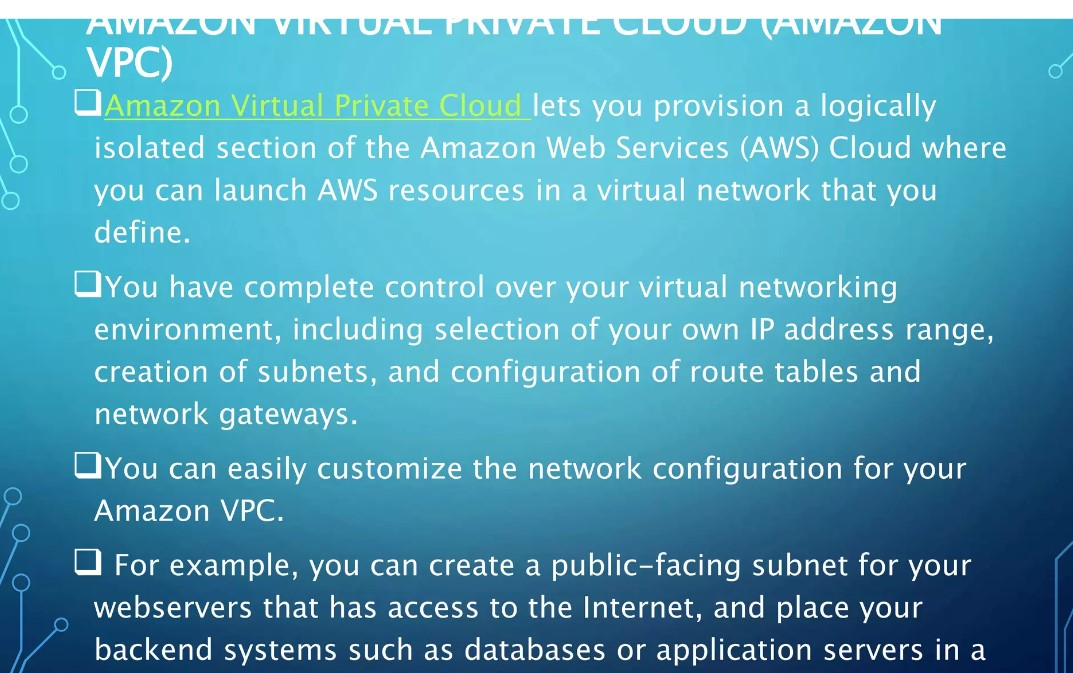 AMAZON VIRTUAL PRIVATE CLOUD (AMAZON
VPC)
Amazon Virtual Private Cloud lets you provision a logically
isolated section of the Amazon Web Services (AWS) Cloud where
you can launch AWS resources in a virtual network that you
define.
You have complete control over your virtual networking
environment, including selection of your own IP address range,
creation of subnets, and configuration of route tables and
network gateways.
You can easily customize the network configuration for your
Amazon VPC.
For example, you can create a public-facing subnet for your
webservers that has access to the Internet, and place your
backend systems such as databases or application servers in a